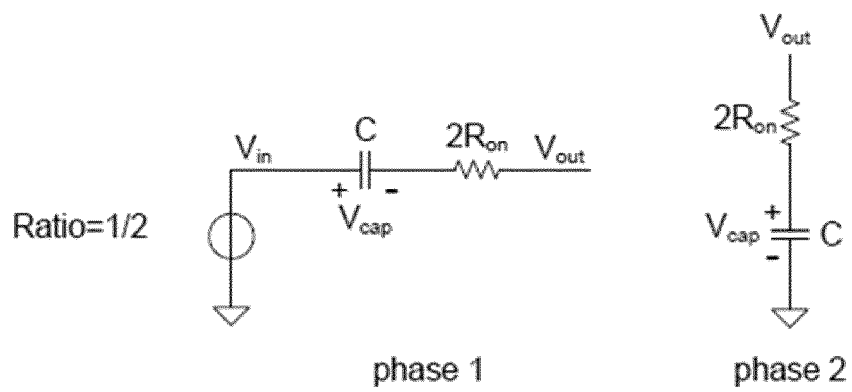 V_out
C
2R_on
2R_on
V_in
V_out
+ -
+
Ratio=1/2
V_cap
V_cap
C
-
phase 1
phase 2